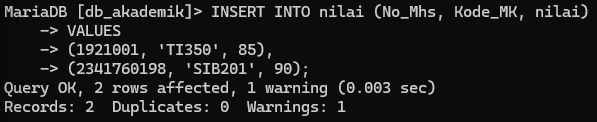 MariaDB [db_akademik]> INSERT INTO nilai (No_Mhs, Kode_MK, nilai)
    -> VALUES
    -> (1921001, 'TI350', 85),
    -> (2341760198, 'SIB201', 90);
Query OK, 2 rows affected, 1 warning (0.003 sec)
Records: 2  Duplicates: 0  Warnings: 1